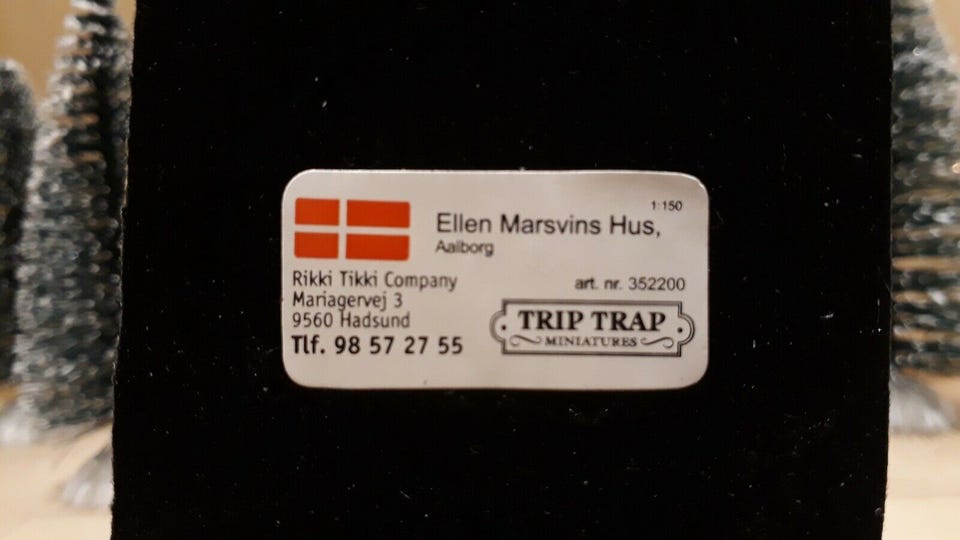 1:150
Ellen Marsvins Hus,
Aalborg
art. nr. 352200
Rikki Tikki Company
Mariagervej 3
9560 Hadsund
Tlf. 98 57 27 55
TRIP TRAP
MINIATURES